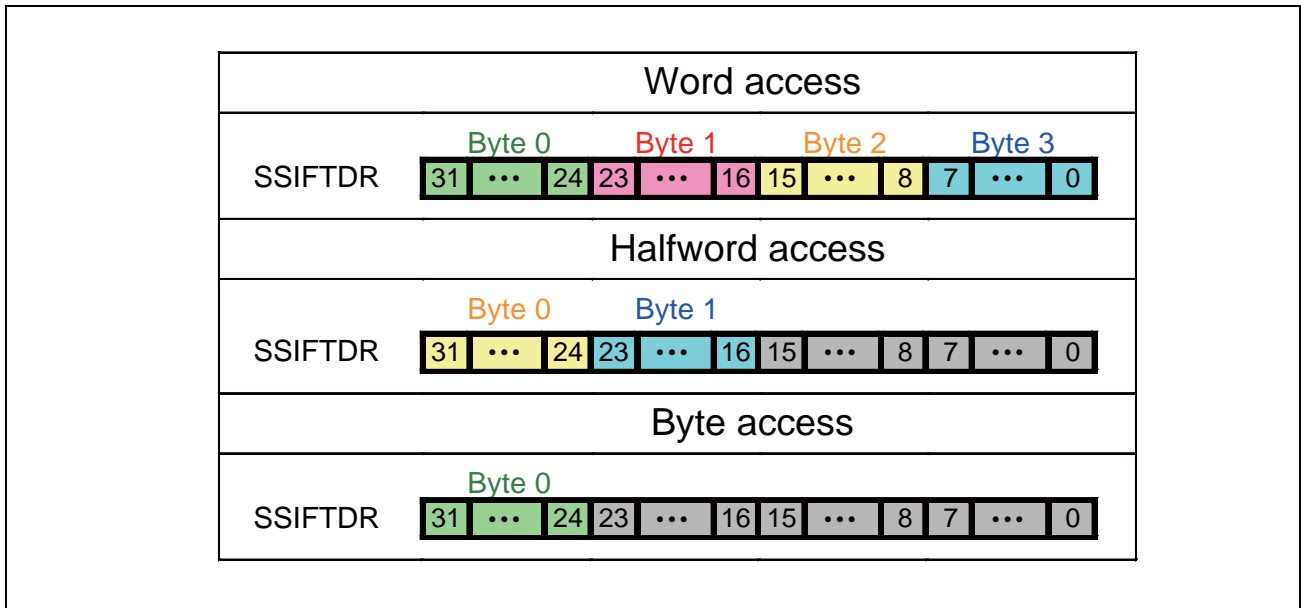 Word access
Byte 0 Byte 1 Byte 2 Byte 3
SSIFTDR 31 ••• 24 23 ••• 16 15 ••• 8 7 ••• 0
Halfword access
Byte 0 Byte 1
SSIFTDR 31 ••• 24 23 ••• 16 15 ••• 8 7 ••• 0
Byte access
Byte 0
SSIFTDR 31 ••• 24 23 ••• 16 15 ••• 8 7 ••• 0